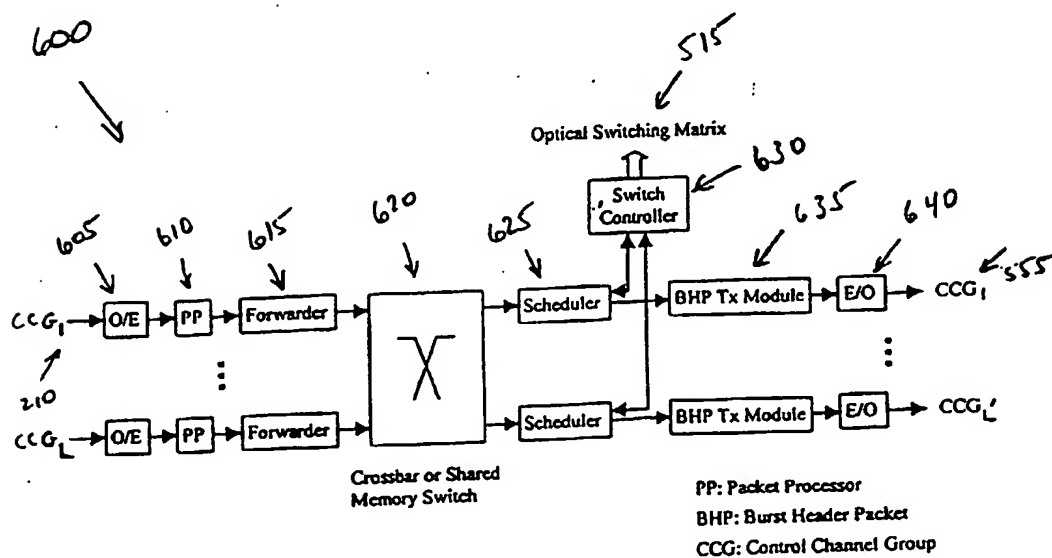 600
515
Optical Switching Matrix
630
Switch
Controller
605
610
615
620
625
635
640
555
CCG1 O/E PP Forwarder Scheduler BHP Tx Module E/O CCG1
210
CCGL O/E PP Forwarder Scheduler BHP Tx Module E/O CCGL'
Crossbar or Shared
Memory Switch
PP: Packet Processor
BHP: Burst Header Packet
CCG: Control Channel Group